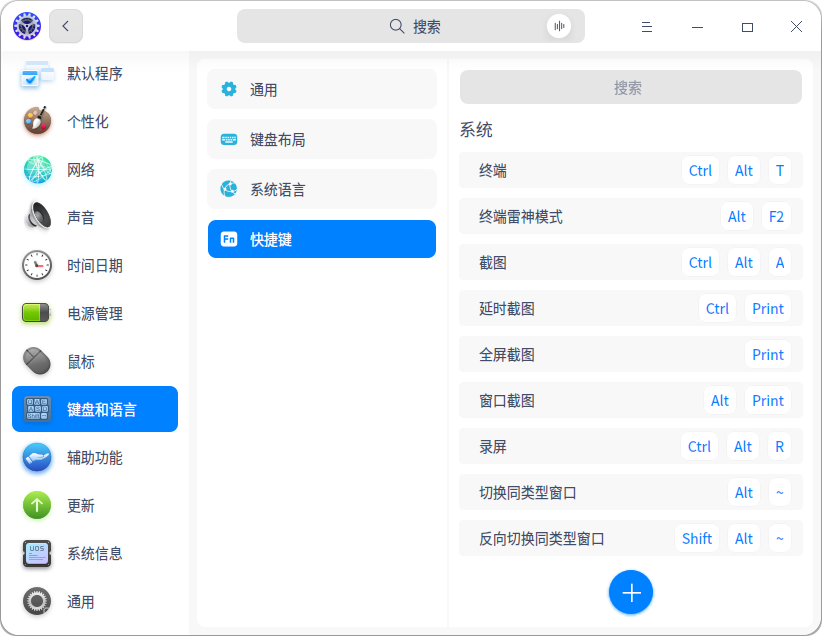 搜索
默认程序
个性化
网络
声音
时间日期
电源管理
鼠标
键盘和语言
辅助功能
更新
UOS
系统信息
通用
通用
键盘布局
系统语言
Fn 快捷键
搜索
系统
终端 Ctrl Alt T
终端雷神模式 Alt F2
截图 Ctrl Alt A
延时截图 Ctrl Print
全屏截图 Print
窗口截图 Alt Print
录屏 Ctrl Alt R
切换同类型窗口 Alt ~
反向切换同类型窗口 Shift Alt ~